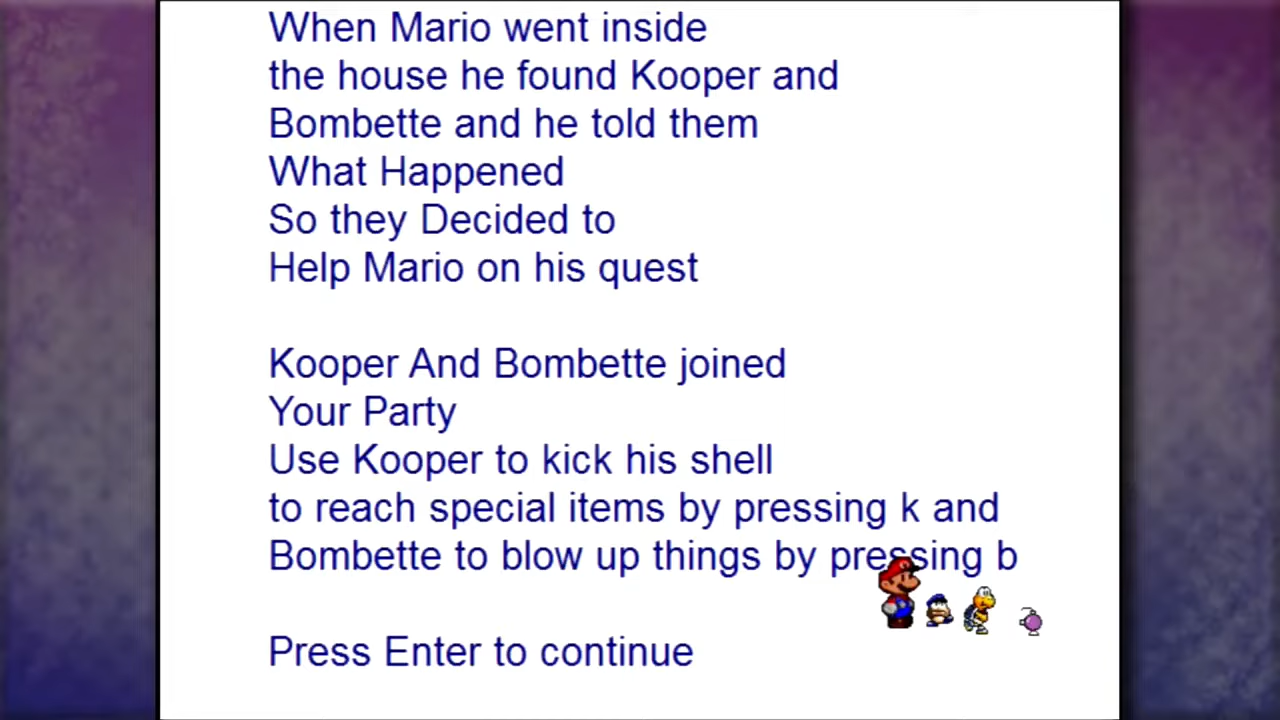 When Mario went inside
the house he found Kooper and
Bombette and he told them
What Happened
So they Decided to
Help Mario on his quest
Kooper And Bombette joined
Your Party
Use Kooper to kick his shell
to reach special items by pressing k and
Bombette to blow up things by pressing b
Press Enter to continue